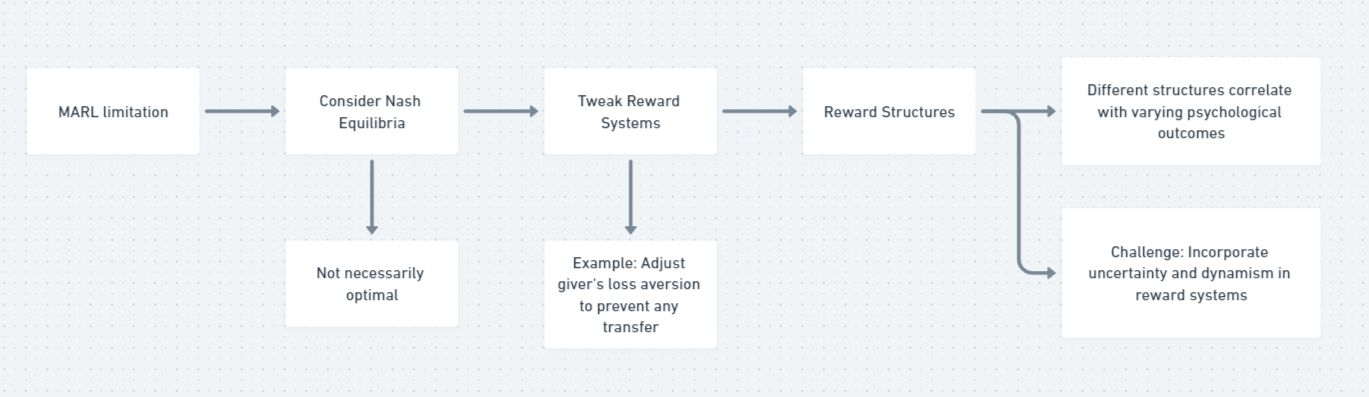 MARL limitation
Consider Nash
Equilibria
Tweak Reward
Systems
Reward Structures
Different structures correlate
with varying psychological
outcomes
Not necessarily
optimal
Example: Adjust
giver's loss aversion
to prevent any
transfer
Challenge: Incorporate
uncertainty and dynamism in
reward systems